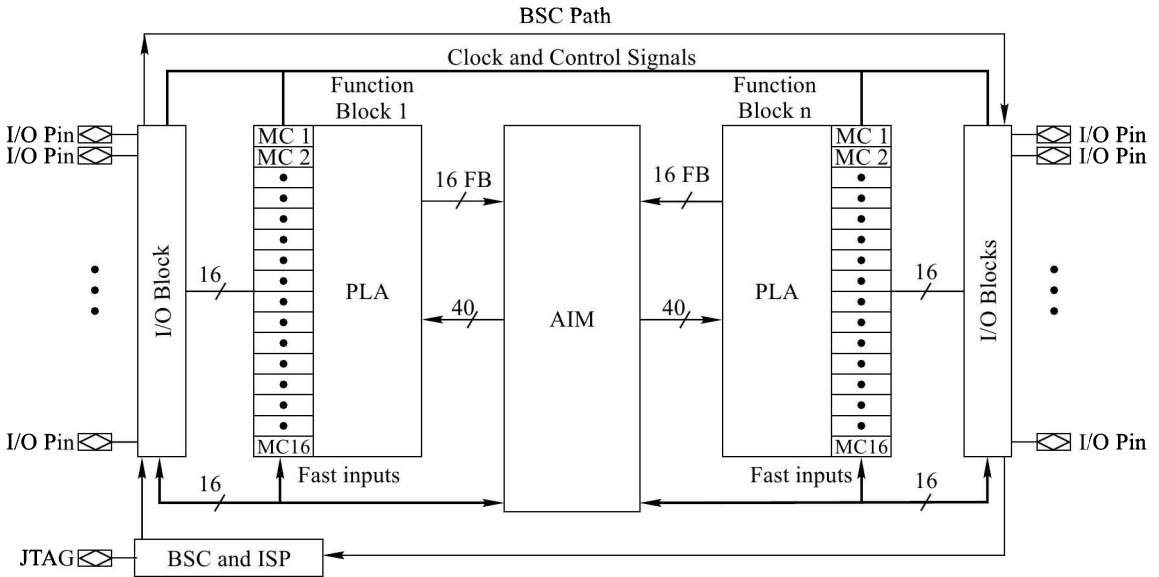 BSC Path
Clock and Control Signals
Function
Block 1
Function
Block n
I/O Pin
I/O Pin
MC 1
MC 2
MC 1
MC 2
I/O Pin
I/O Pin
16 FB
16 FB
I/O Block
16
PLA
40
AIM
40
PLA
16
I/O Blocks
I/O Pin
MC16
MC16
I/O Pin
16
Fast inputs
Fast inputs
16
JTAG
BSC and ISP